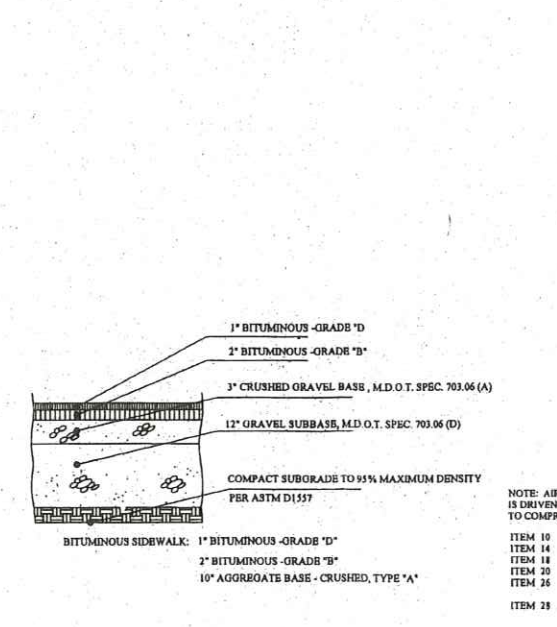 1" BITUMINOUS -GRADE "D
2" BITUMINOUS -GRADE "B"
3" CRUSHED GRAVEL BASE , M.D.O.T. SPEC. 703.06 (A)
12" GRAVEL SUBBASE, M.D.O.T. SPEC. 703.06 (D)
COMPACT SUBGRADE TO 95% MAXIMUM DENSITY
PER ASTM D1557
BITUMINOUS SIDEWALK: 1" BITUMINOUS -GRADE "D"
2" BITUMINOUS -GRADE "B"
10" AGGREGATE BASE - CRUSHED, TYPE "A"
NOTE: AIR
IS DRIVEN
TO COMPR
ITEM 10
ITEM 14
ITEM 18
ITEM 20
ITEM 26
ITEM 28